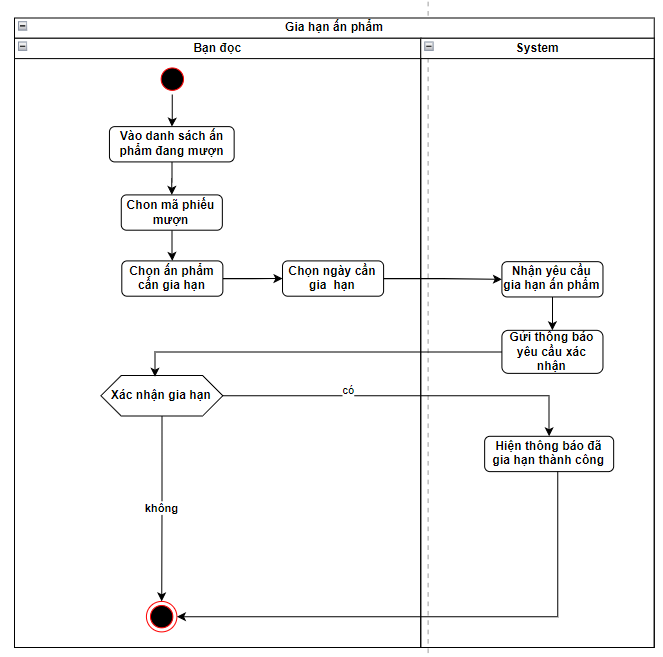 Gia hạn ấn phẩm
Bạn đọc
System
Vào danh sách ấn
phẩm đang mượn
Chon mã phiếu
mượn
Chọn ấn phẩm
cần gia hạn
Chọn ngày cần
gia hạn
Nhận yêu cầu
gia hạn ấn phẩm
Gửi thông báo
yêu cầu xác
nhận
Xác nhận gia hạn
có
Hiện thông báo đã
gia hạn thành công
không